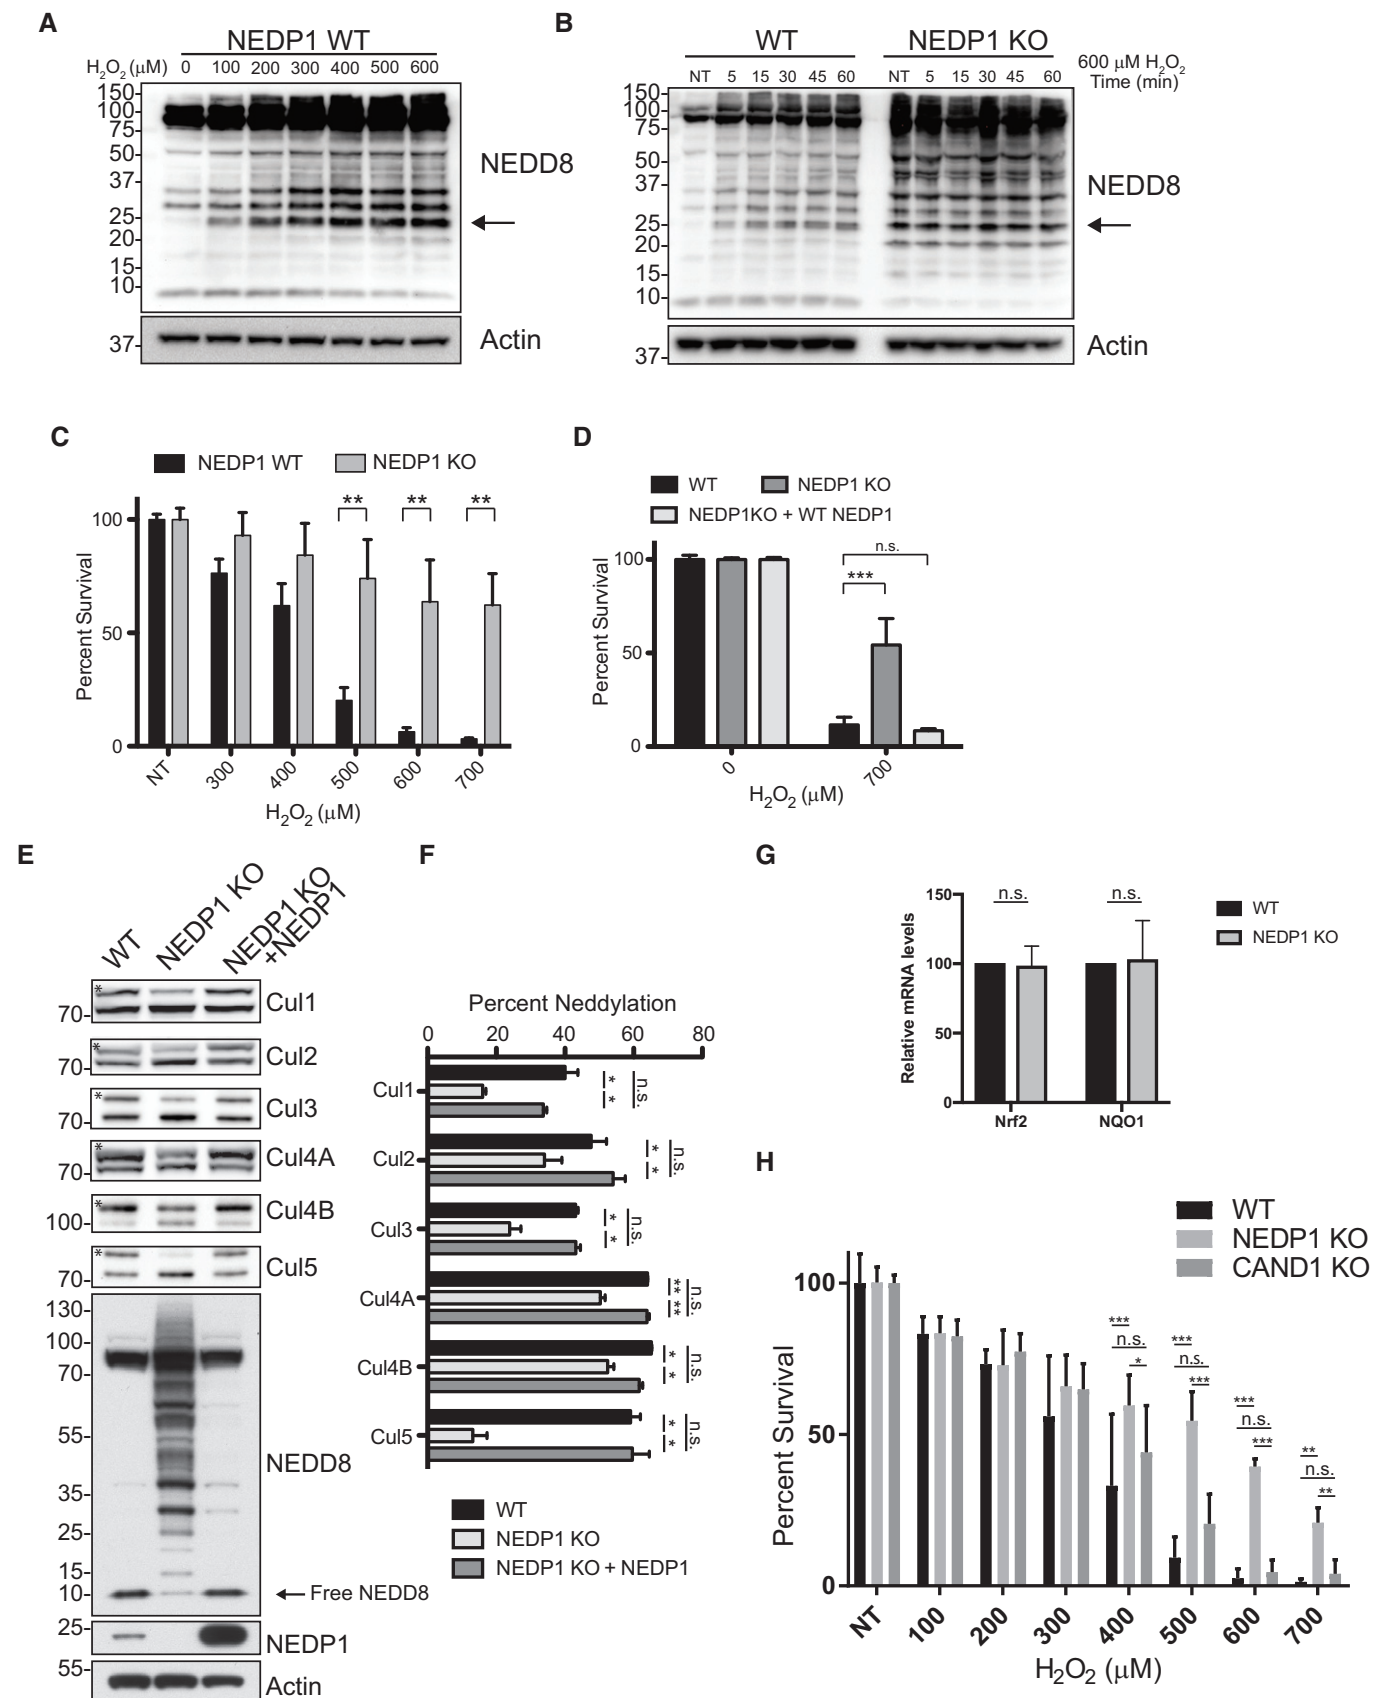 A
NEDP1 WT
H2O2 (µM) 0 100 200 300 400 500 600
150-
100-
75-
50-
37-
25-
20-
15-
10-
NEDD8
37-
Actin
B
WT NEDP1 KO
NT 5 15 30 45 60 NT 5 15 30 45 60
600 µM H2O2
Time (min)
150-
100-
75-
50-
37-
25-
20-
15-
10-
NEDD8
37-
Actin
C
NEDP1 WT NEDP1 KO
** ** **
Percent Survival
100
50
0
NT 300 400 500 600 700
H2O2 (µM)
D
WT NEDP1 KO
NEDP1KO + WT NEDP1
n.s.
***
Percent Survival
100
50
0
0 700
H2O2 (µM)
E
WT
NEDP1 KO
NEDP1 KO
+NEDP1
* 70- Cul1
* 70- Cul2
* 70- Cul3
* 70- Cul4A
* 100- Cul4B
* 70- Cul5
130-
100-
70-
55-
35-
25-
15-
10-
NEDD8
Free NEDD8
25- NEDP1
55- Actin
F
Percent Neddylation
0 20 40 60 80
Cul1 * * n.s.
Cul2 * * n.s.
Cul3 * * n.s.
Cul4A ** ** n.s.
Cul4B * * n.s.
Cul5 * * n.s.
WT
NEDP1 KO
NEDP1 KO + NEDP1
G
Relative mRNA levels
150
100
50
0
n.s. n.s.
Nrf2 NQO1
WT
NEDP1 KO
H
WT
NEDP1 KO
CAND1 KO
Percent Survival
100
50
0
*** n.s. *
*** n.s. ***
*** n.s. ***
** n.s. **
NT 100 200 300 400 500 600 700
H2O2 (µM)